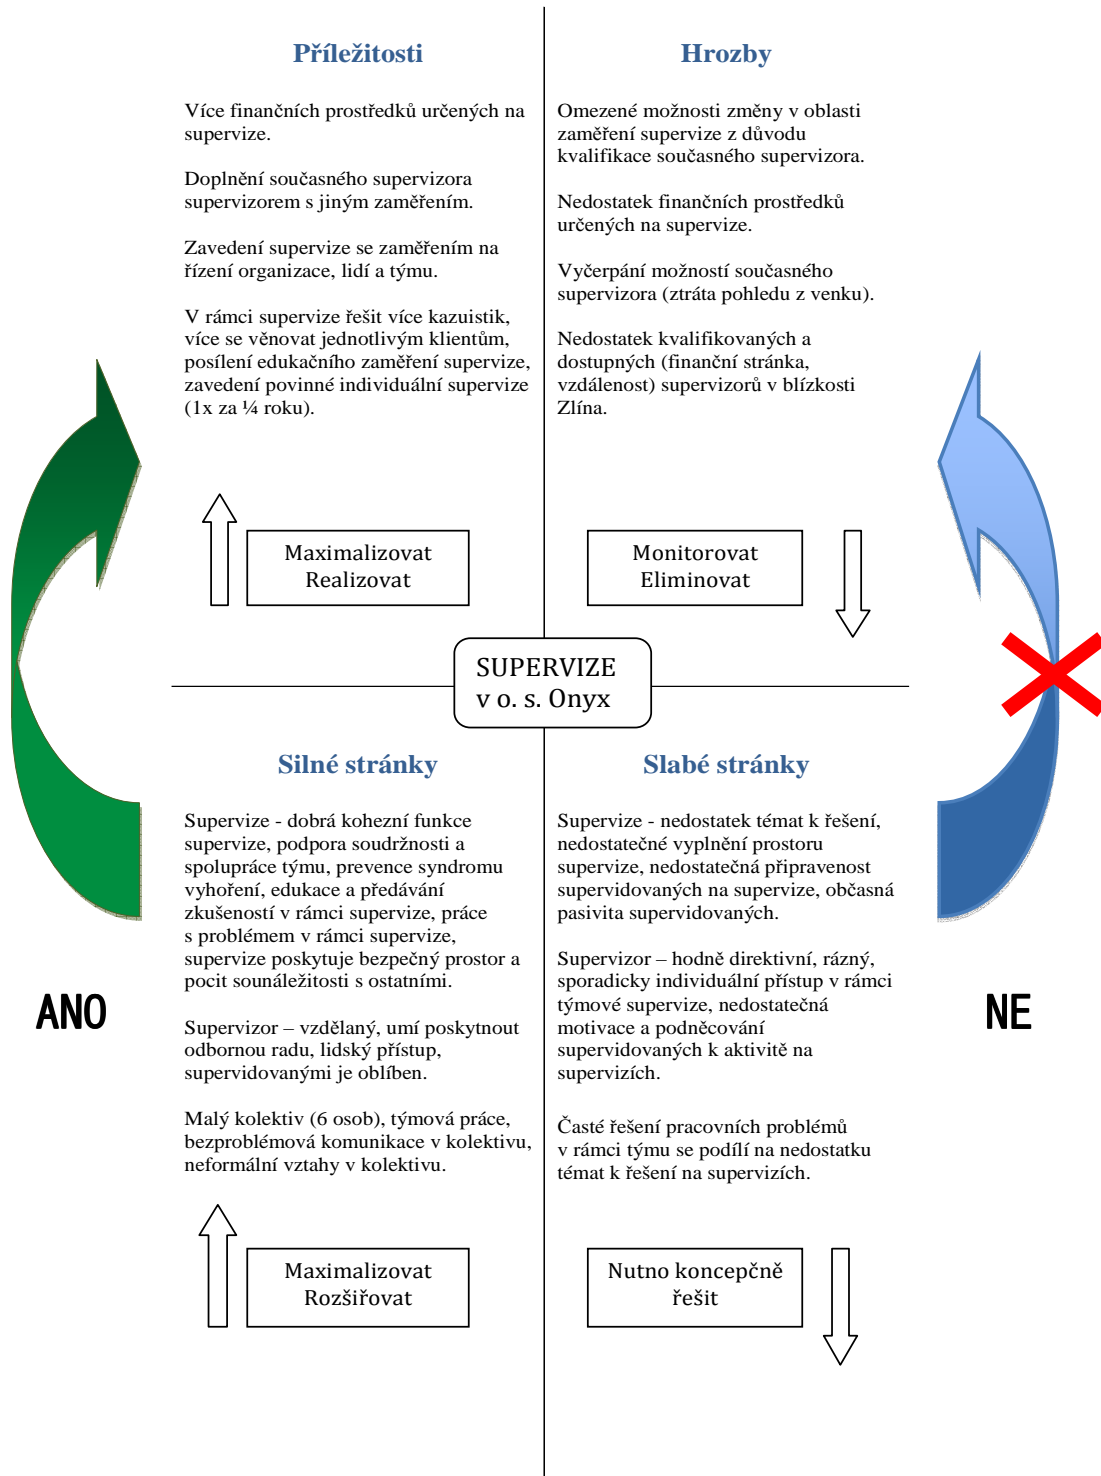 Příležitosti
Více finančních prostředků určených na
supervize.
Doplnění současného supervizora
supervizorem s jiným zaměřením.
Zavedení supervize se zaměřením na
řízení organizace, lidí a týmu.
V rámci supervize řešit více kazuistik,
více se věnovat jednotlivým klientům,
posílení edukačního zaměření supervize,
zavedení povinné individuální supervize
(1x za ¼ roku).
Maximalizovat
Realizovat
Hrozby
Omezené možnosti změny v oblasti
zaměření supervize z důvodu
kvalifikace současného supervizora.
Nedostatek finančních prostředků
určených na supervize.
Vyčerpání možností současného
supervizora (ztráta pohledu z venku).
Nedostatek kvalifikovaných a
dostupných (finanční stránka,
vzdálenost) supervizorů v blízkosti
Zlína.
Monitorovat
Eliminovat
SUPERVIZE
v o. s. Onyx
Silné stránky
Supervize - dobrá kohezní funkce
supervize, podpora soudržnosti a
spolupráce týmu, prevence syndromu
vyhoření, edukace a předávání
zkušeností v rámci supervize, práce
s problémem v rámci supervize,
supervize poskytuje bezpečný prostor a
pocit sounáležitosti s ostatními.
Supervizor – vzdělaný, umí poskytnout
odbornou radu, lidský přístup,
supervidovanými je oblíben.
Malý kolektiv (6 osob), týmová práce,
bezproblémová komunikace v kolektivu,
neformální vztahy v kolektivu.
Maximalizovat
Rozšiřovat
Slabé stránky
Supervize - nedostatek témat k řešení,
nedostatečné vyplnění prostoru
supervize, nedostatečná připravenost
supervidovaných na supervize, občasná
pasivita supervidovaných.
Supervizor – hodně direktivní, rázný,
sporadicky individuální přístup v rámci
týmové supervize, nedostatečná
motivace a podněcování
supervidovaných k aktivitě na
supervizích.
Časté řešení pracovních problémů
v rámci týmu se podílí na nedostatku
témat k řešení na supervizích.
Nutno koncepčně
řešit
ANO
NE